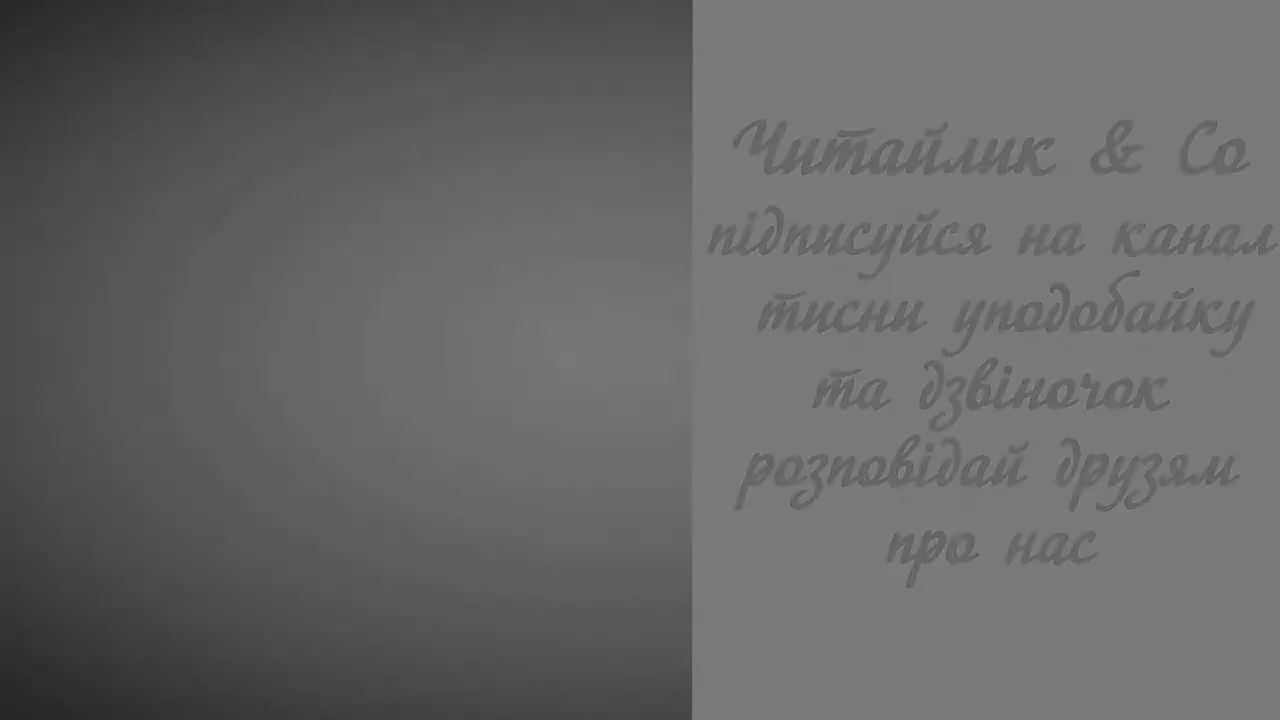 Читайлик & Co
підписуйся на канал
тисни уподобайку
та дзвіночок
розповідай друзям
про нас